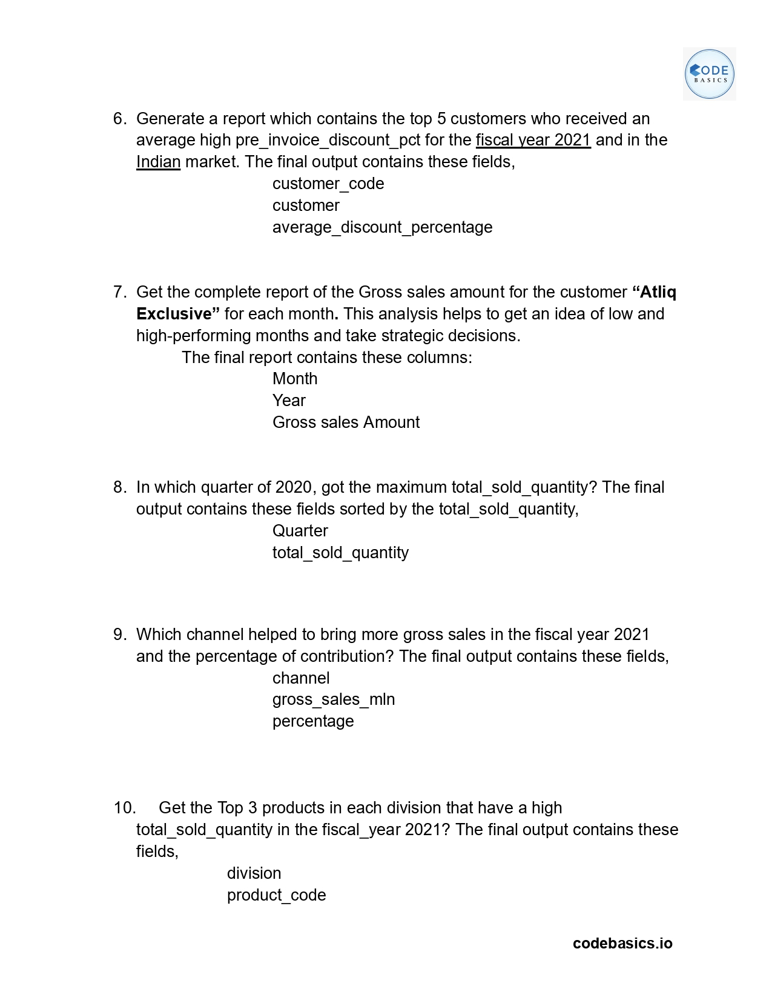 CODE
BASICS
6. Generate a report which contains the top 5 customers who received an
average high pre_invoice_discount_pct for the fiscal year 2021 and in the
Indian market. The final output contains these fields,
customer_code
customer
average_discount_percentage
7. Get the complete report of the Gross sales amount for the customer “Atliq
Exclusive” for each month. This analysis helps to get an idea of low and
high-performing months and take strategic decisions.
The final report contains these columns:
Month
Year
Gross sales Amount
8. In which quarter of 2020, got the maximum total_sold_quantity? The final
output contains these fields sorted by the total_sold_quantity,
Quarter
total_sold_quantity
9. Which channel helped to bring more gross sales in the fiscal year 2021
and the percentage of contribution? The final output contains these fields,
channel
gross_sales_mln
percentage
10. Get the Top 3 products in each division that have a high
total_sold_quantity in the fiscal_year 2021? The final output contains these
fields,
division
product_code
codebasics.io